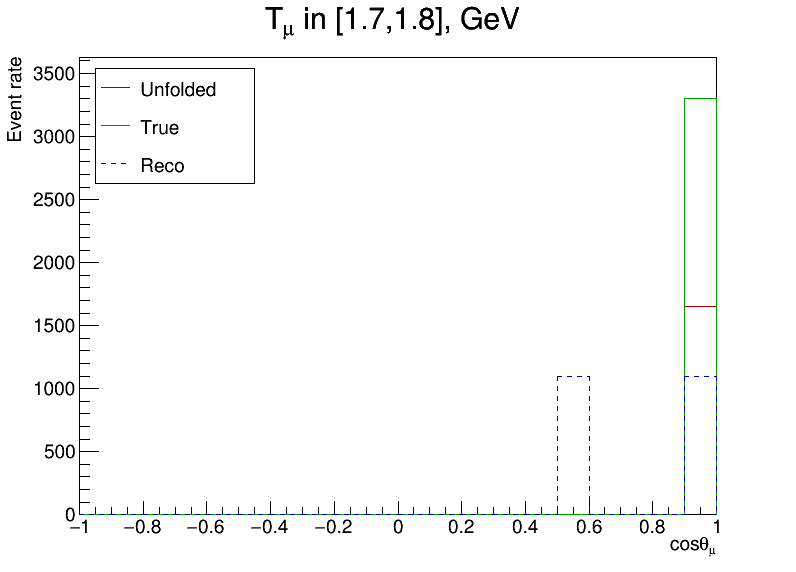 Tμ in [1.7,1.8], GeV
Event rate
Unfolded
True
Reco
3500
3000
2500
2000
1500
1000
500
0
−1 −0.8 −0.6 −0.4 −0.2 0 0.2 0.4 0.6 0.8 1
cosθμ